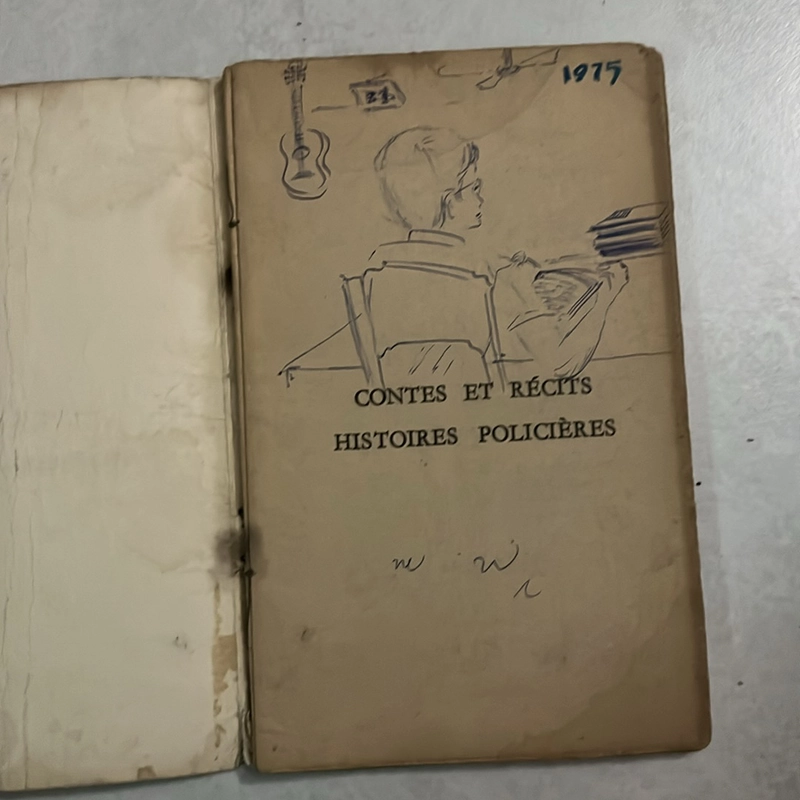 1975
CONTES ET RÉCITS
HISTOIRES POLICIÈRES